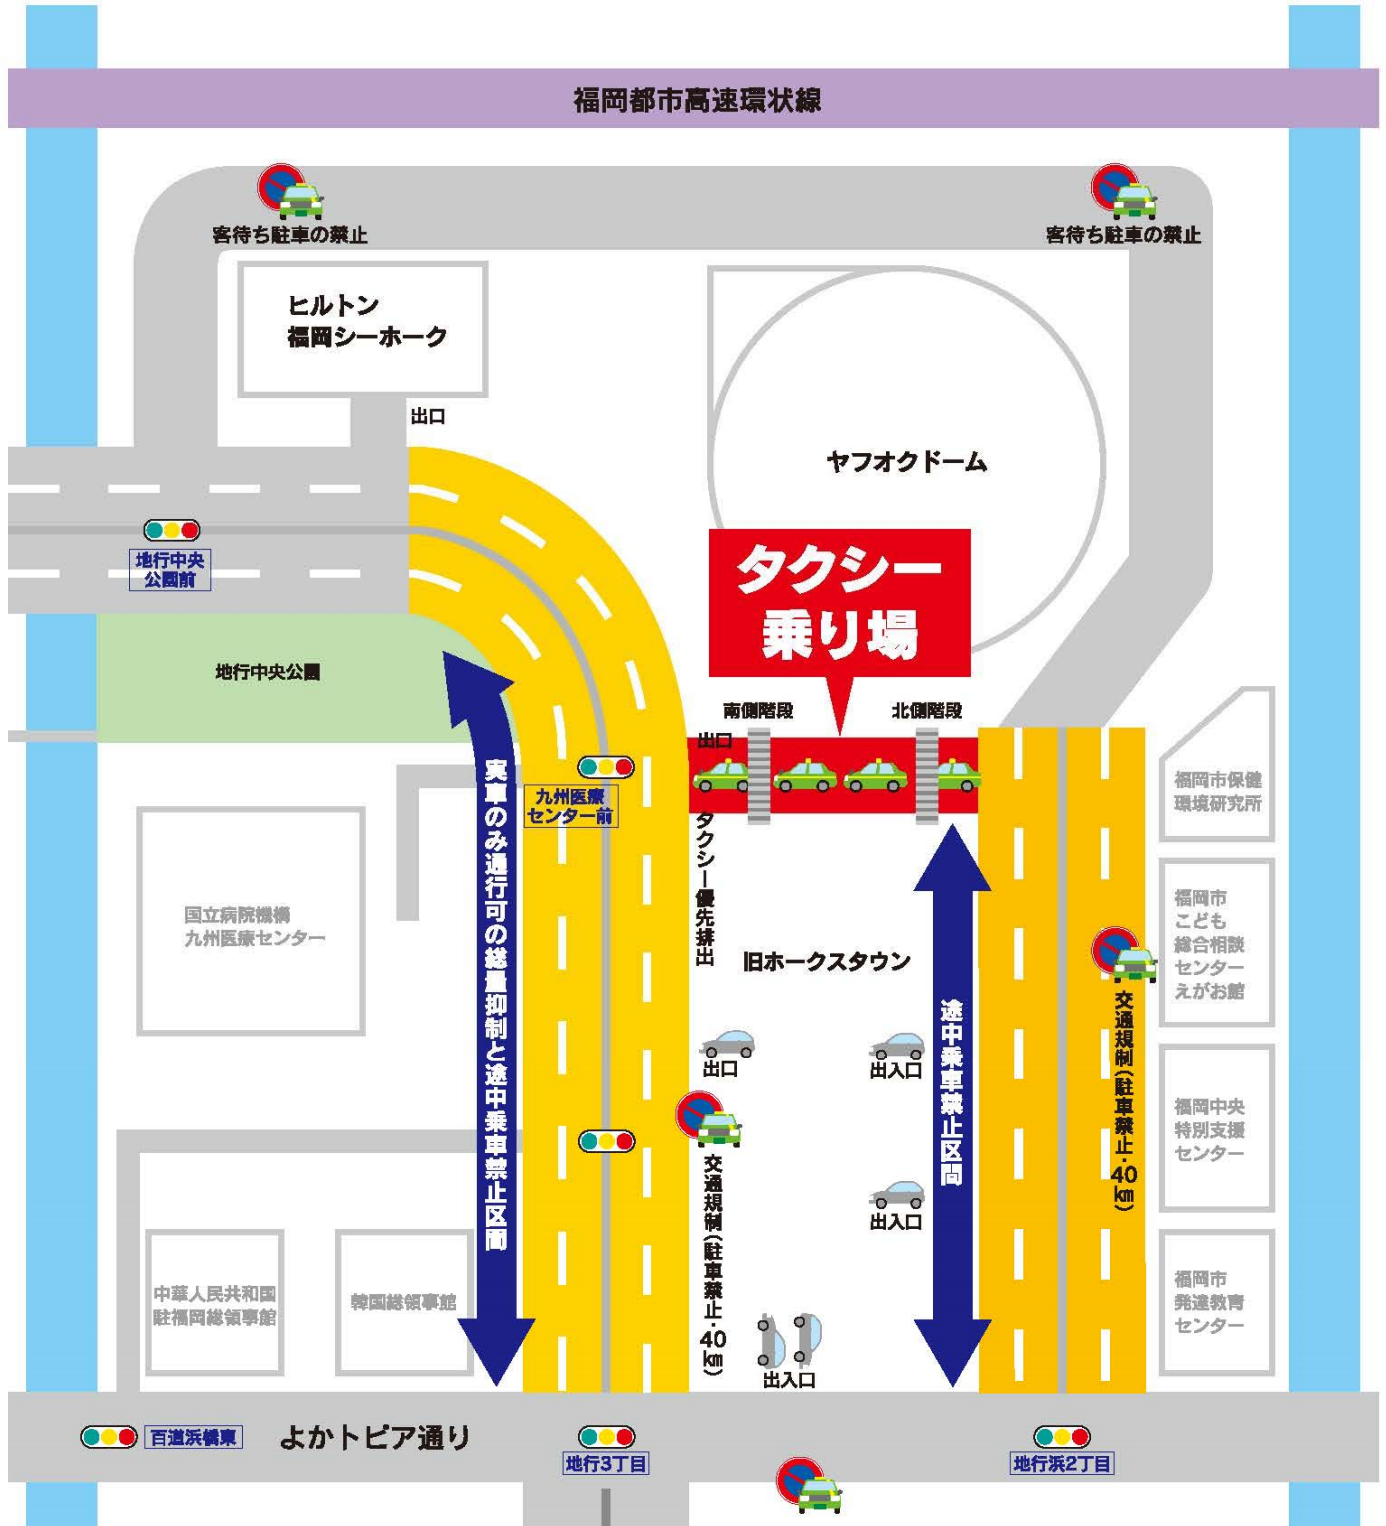 福岡都市高速環状線
客待ち駐車の禁止
客待ち駐車の禁止
ヒルトン
福岡シーホーク
出口
ヤフオクドーム
地行中央
公園前
タクシー
乗り場
地行中央公園
南側階段
北側階段
出口
九州医療
センター前
実車のみ通行可の総量抑制と途中乗車禁止区間
タクシー優先排出
福岡市保健
環境研究所
国立病院機構
九州医療センター
旧ホークスタウン
福岡市
こども
総合相談
センター
えがお館
途中乗車禁止区間
交通規制(駐車禁止・40km)
出口
出入口
福岡中央
特別支援
センター
交通規制(駐車禁止・40km)
出入口
中華人民共和国
駐福岡総領事館
韓国総領事館
福岡市
発達教育
センター
出入口
百道浜橋東
よかトピア通り
地行3丁目
地行浜2丁目